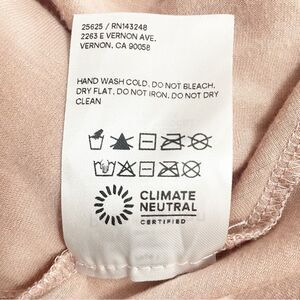 25625 / RN143248
2263 E VERNON AVE.
VERNON, CA 90058
HAND WASH COLD. DO NOT BLEACH.
DRY FLAT. DO NOT IRON. DO NOT DRY
CLEAN
CLIMATE
NEUTRAL
CERTIFIED